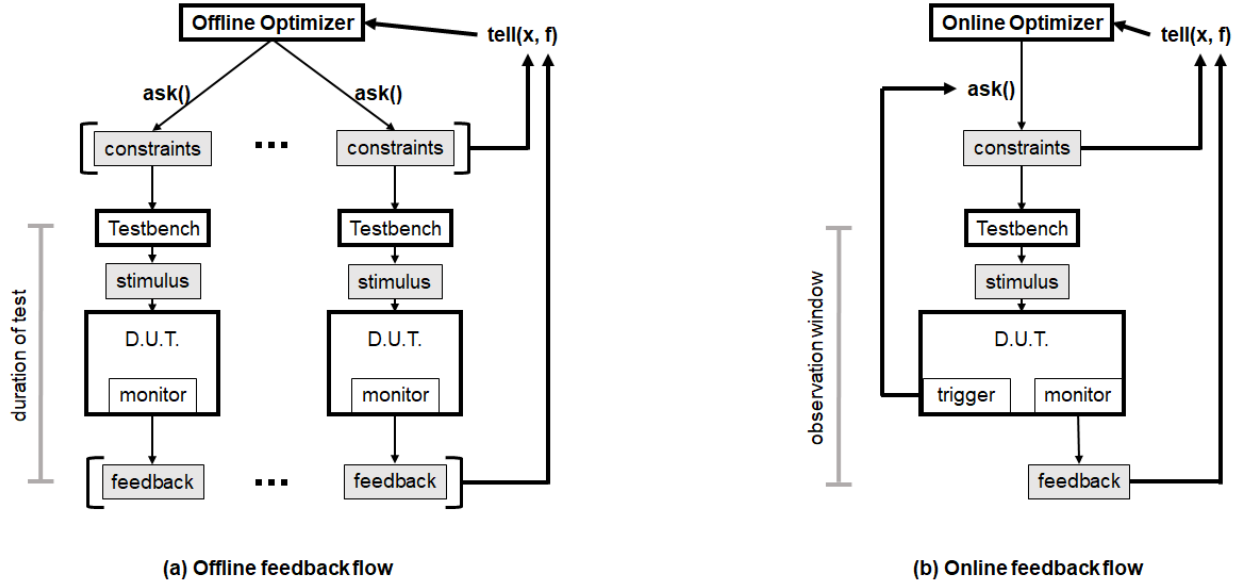 Offline Optimizer
tell(x, f)
ask()
ask()
constraints
...
constraints
Testbench
Testbench
stimulus
stimulus
duration of test
D.U.T.
D.U.T.
monitor
monitor
feedback
...
feedback
(a) Offline feedback flow
Online Optimizer
tell(x, f)
ask()
constraints
Testbench
stimulus
observation window
D.U.T.
trigger
monitor
feedback
(b) Online feedback flow